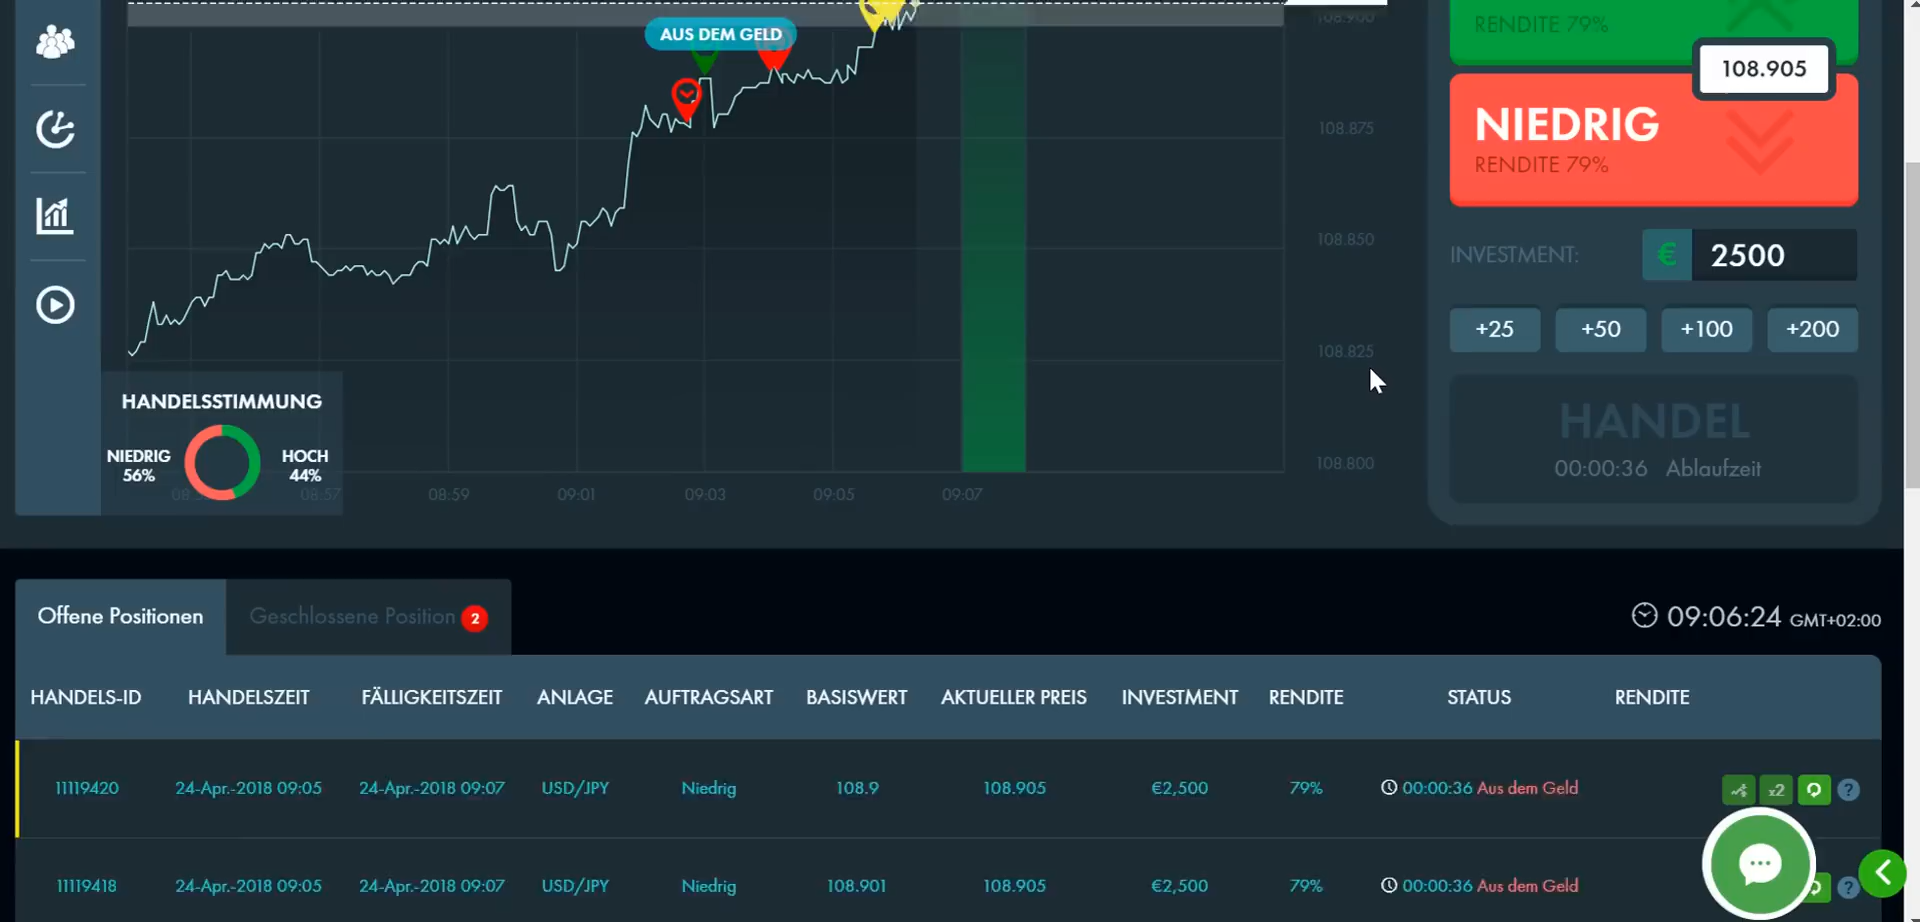 108.900
AUS DEM GELD
108.875
108.850
108.825
108.800
HANDELSSTIMMUNG
NIEDRIG
56%
HOCH
44%
08:57
08:59
09:01
09:03
09:05
09:07
RENDITE 79%
108.905
NIEDRIG
RENDITE 79%
INVESTMENT: € 2500
+25 +50 +100 +200
HANDEL
00:00:36 Ablaufzeit
Offene Positionen Geschlossene Position 2
09:06:24 GMT+02:00
HANDELS-ID HANDELSZEIT FÄLLIGKEITSZEIT ANLAGE AUFTRAGSART BASISWERT AKTUELLER PREIS INVESTMENT RENDITE STATUS RENDITE
11119420 24-Apr.-2018 09:05 24-Apr.-2018 09:07 USD/JPY Niedrig 108.9 108.905 €2,500 79% 00:00:36 Aus dem Geld x2 ?
11119418 24-Apr.-2018 09:05 24-Apr.-2018 09:07 USD/JPY Niedrig 108.901 108.905 €2,500 79% 00:00:36 Aus dem Geld ?